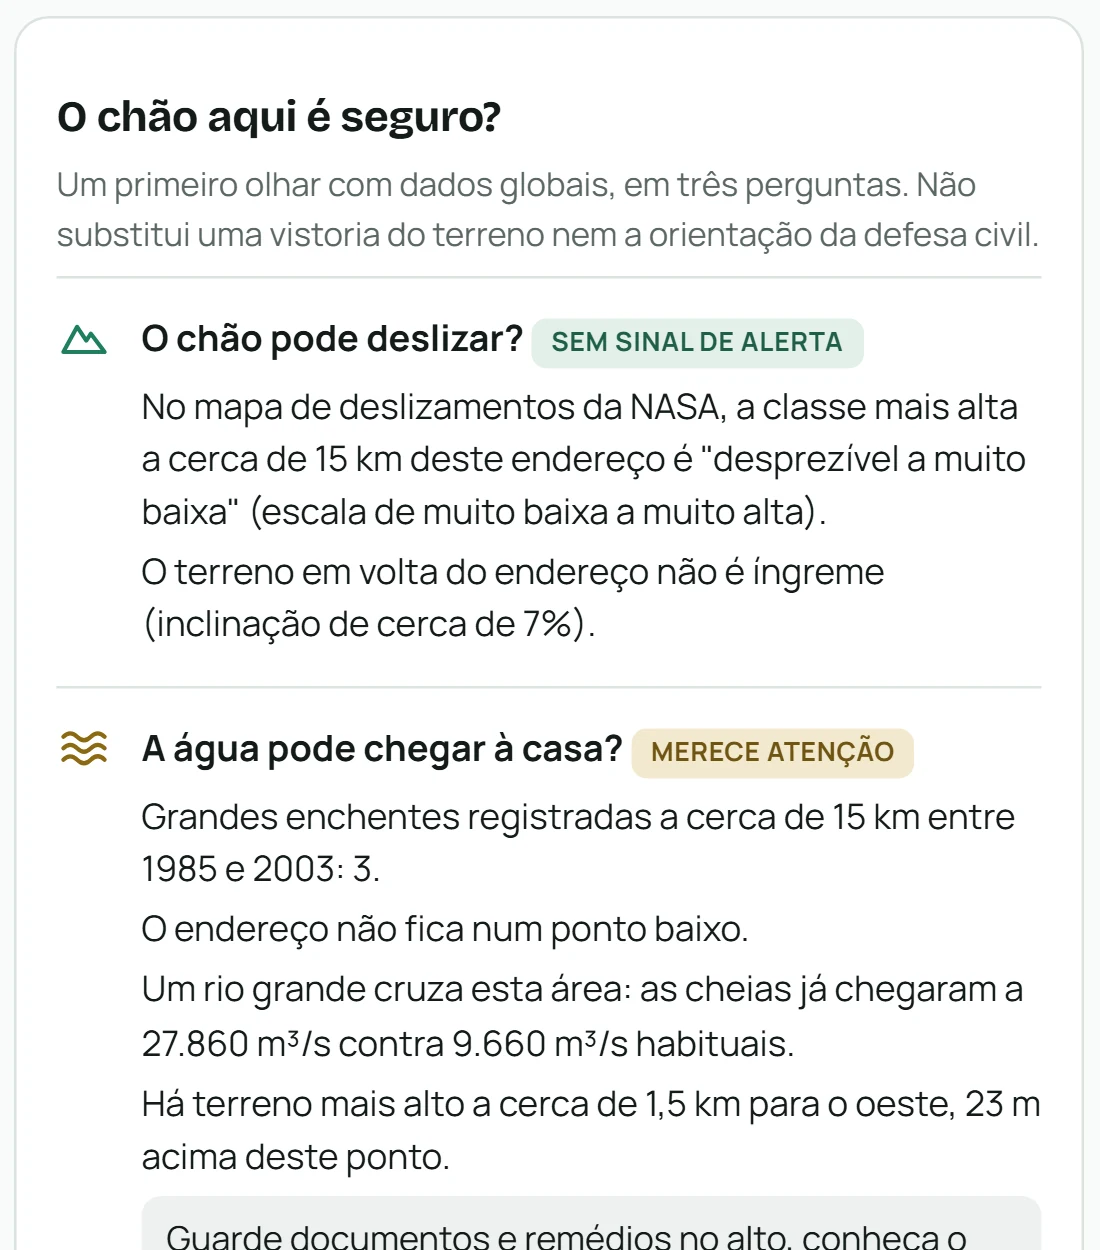 O chão aqui é seguro?
Um primeiro olhar com dados globais, em três perguntas. Não
substitui uma vistoria do terreno nem a orientação da defesa civil.
O chão pode deslizar? SEM SINAL DE ALERTA
No mapa de deslizamentos da NASA, a classe mais alta
a cerca de 15 km deste endereço é "desprezível a muito
baixa" (escala de muito baixa a muito alta).
O terreno em volta do endereço não é íngreme
(inclinação de cerca de 7%).
A água pode chegar à casa? MERECE ATENÇÃO
Grandes enchentes registradas a cerca de 15 km entre
1985 e 2003: 3.
O endereço não fica num ponto baixo.
Um rio grande cruza esta área: as cheias já chegaram a
27.860 m³/s contra 9.660 m³/s habituais.
Há terreno mais alto a cerca de 1,5 km para o oeste, 23 m
acima deste ponto.
Guarde documentos e remédios no alto, conheça o